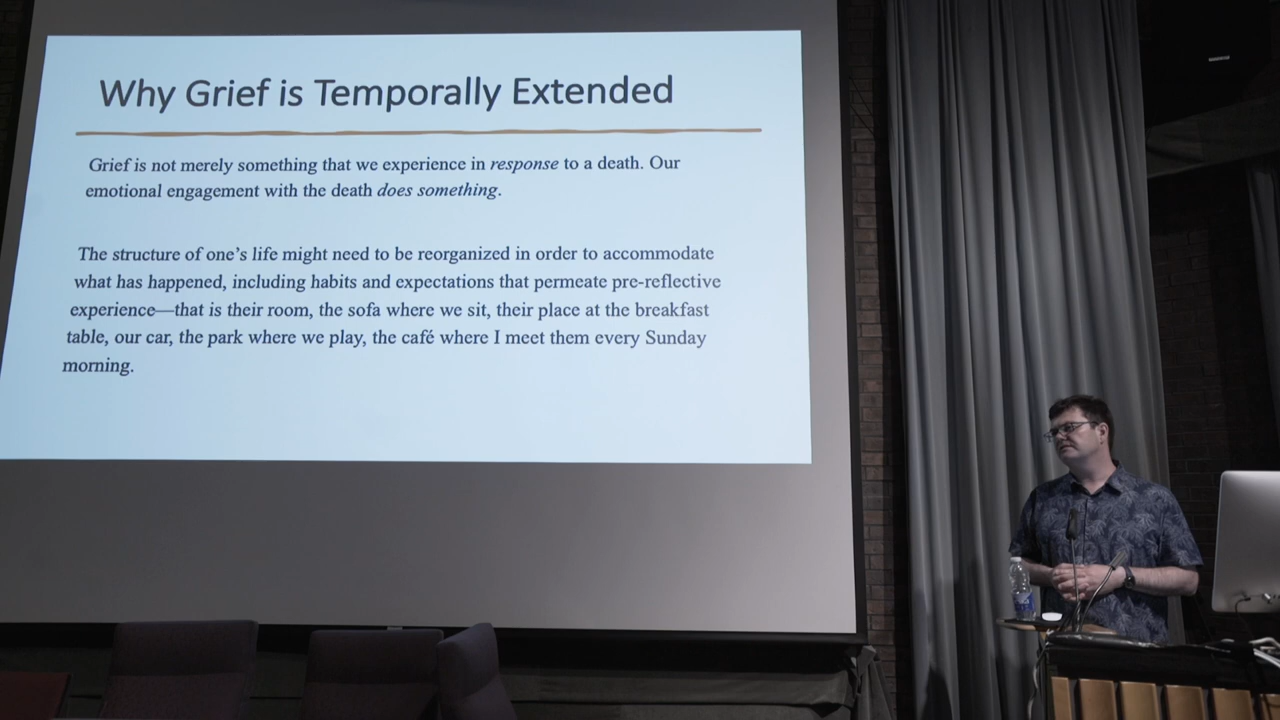 Why Grief is Temporally Extended
Grief is not merely something that we experience in response to a death. Our
emotional engagement with the death does something.
The structure of one’s life might need to be reorganized in order to accommodate
what has happened, including habits and expectations that permeate pre-reflective
experience—that is their room, the sofa where we sit, their place at the breakfast
table, our car, the park where we play, the café where I meet them every Sunday
morning.